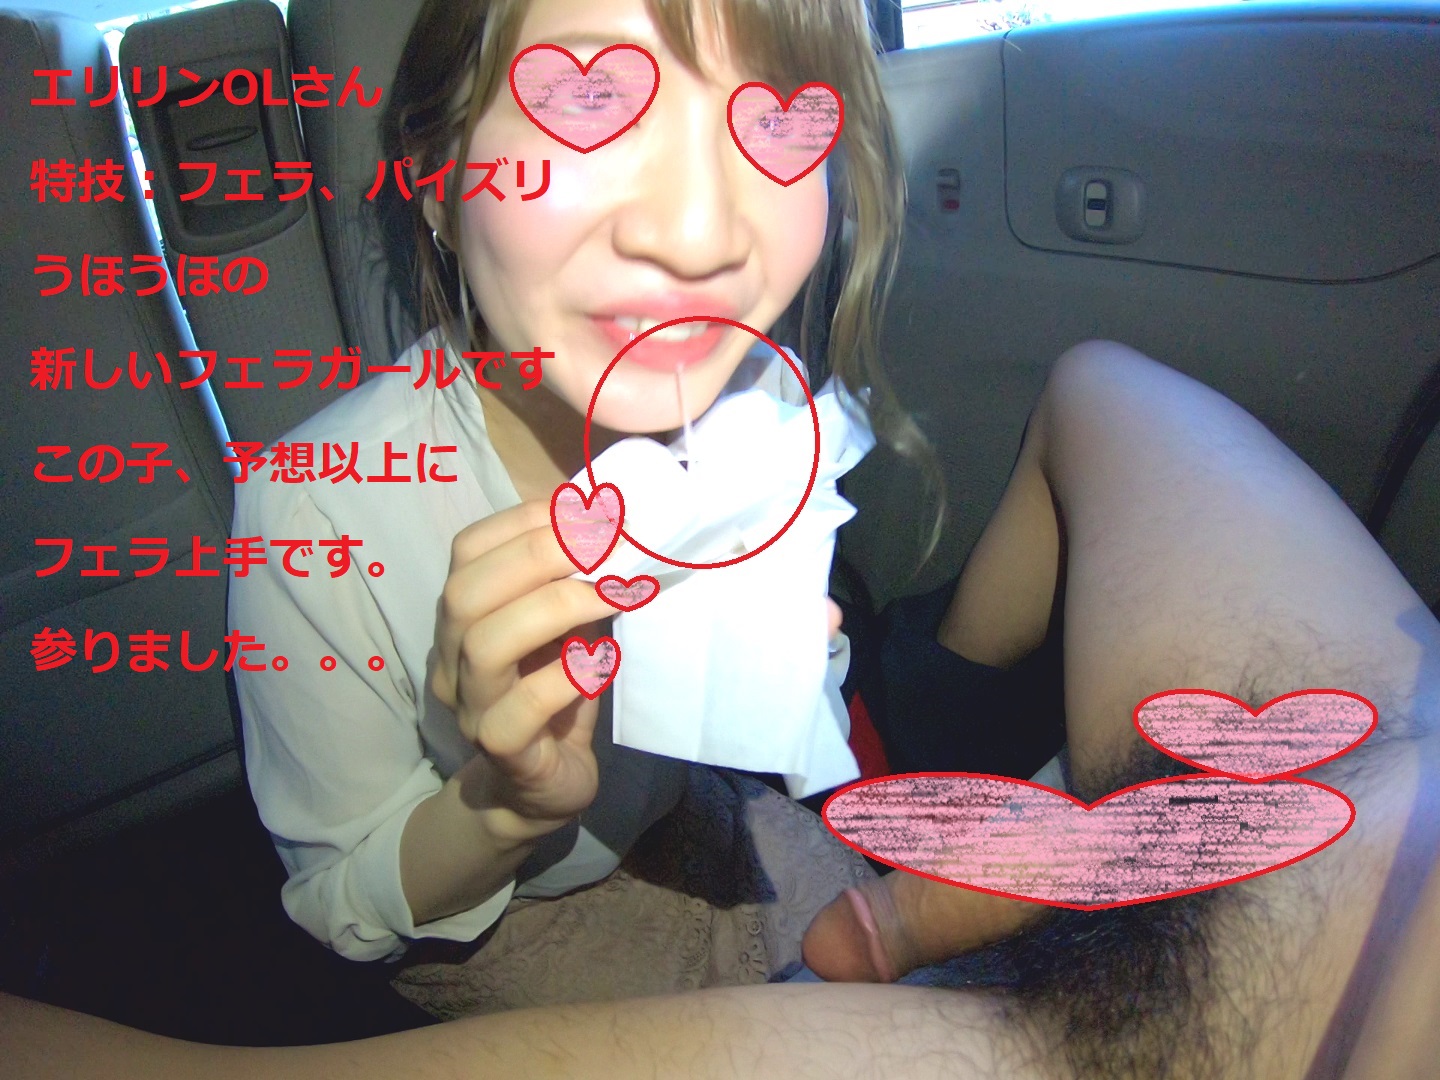 エリリンOLさん
特技：フェラ、パイズリ
うほうほの
新しいフェラガールです
この子、予想以上に
フェラ上手です。
参りました。。。